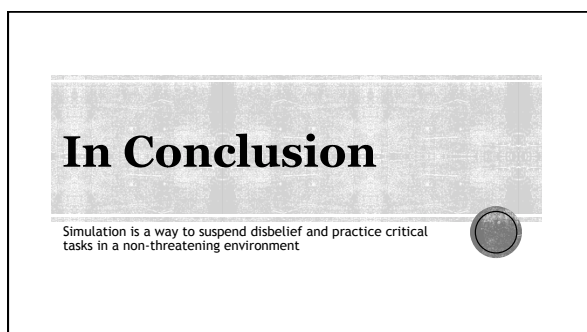 In Conclusion
Simulation is a way to suspend disbelief and practice critical
tasks in a non-threatening environment